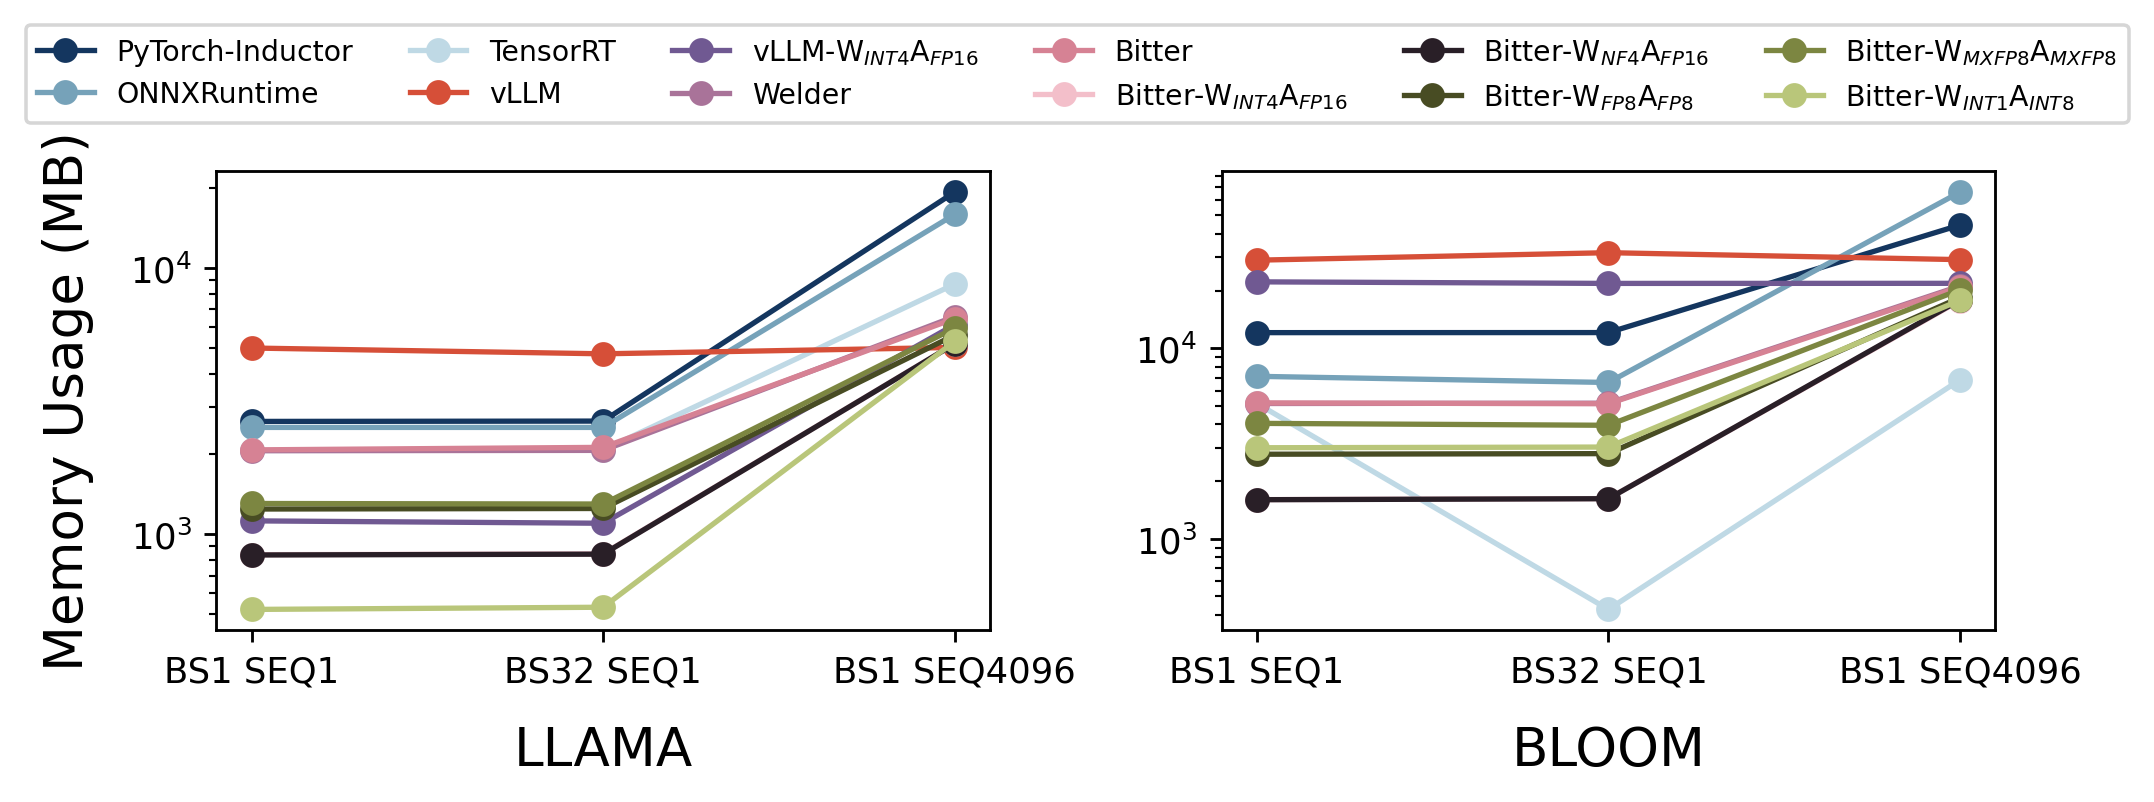 PyTorch-Inductor TensorRT vLLM-W_INT4A_FP16 Bitter Bitter-W_NF4A_FP16 Bitter-W_MXFP8A_MXFP8
ONNXRuntime vLLM Welder Bitter-W_INT4A_FP16 Bitter-W_FP8A_FP8 Bitter-W_INT1A_INT8
Memory Usage (MB)
10^4
10^3
BS1 SEQ1 BS32 SEQ1 BS1 SEQ4096
LLAMA
10^4
10^3
BS1 SEQ1 BS32 SEQ1 BS1 SEQ4096
BLOOM